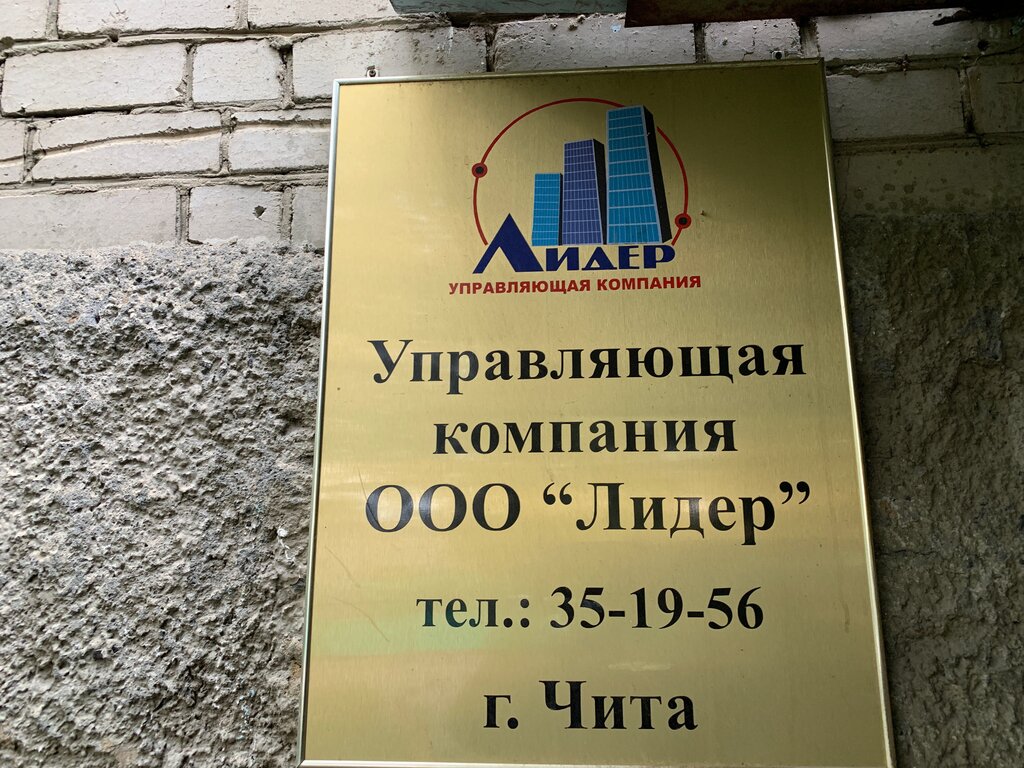 Лидер
УПРАВЛЯЮЩАЯ КОМПАНИЯ
Управляющая
компания
ООО “Лидер”
тел.: 35-19-56
г. Чита